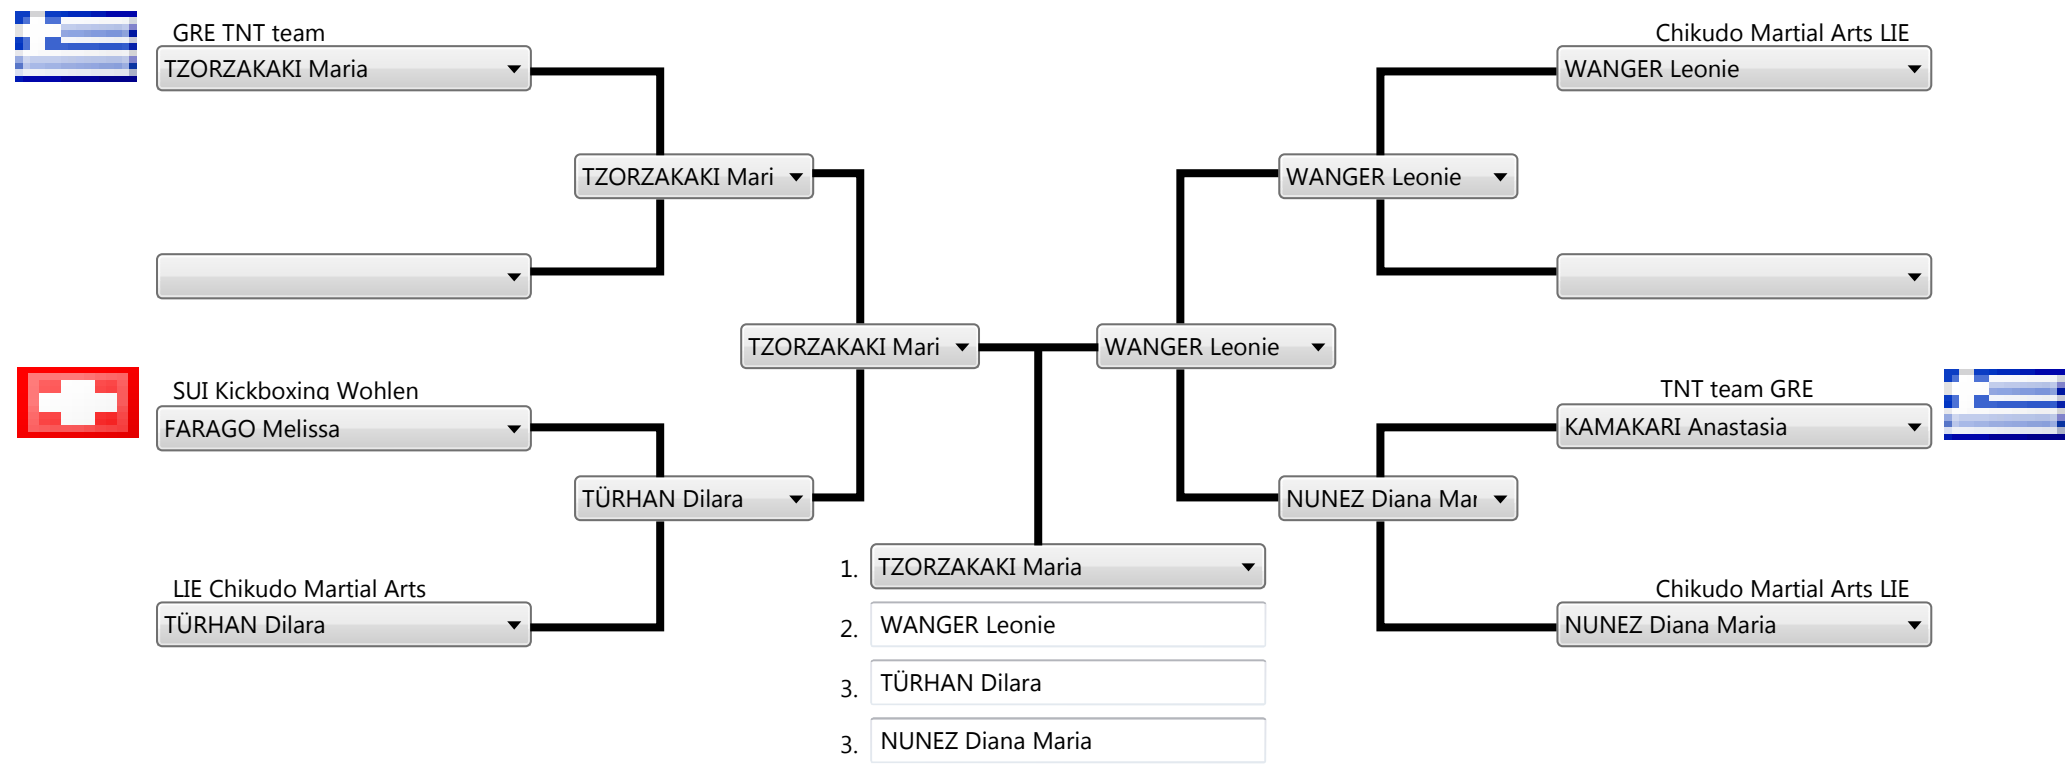 GRE TNT team
TZORZAKAKI Maria
TZORZAKAKI Mari
SUI Kickboxing Wohlen
FARAGO Melissa
TÜRHAN Dilara
LIE Chikudo Martial Arts
TÜRHAN Dilara
TZORZAKAKI Mari
WANGER Leonie
Chikudo Martial Arts LIE
WANGER Leonie
WANGER Leonie
TNT team GRE
KAMAKARI Anastasia
NUNEZ Diana Mar
Chikudo Martial Arts LIE
NUNEZ Diana Maria
1. TZORZAKAKI Maria
2. WANGER Leonie
3. TÜRHAN Dilara
3. NUNEZ Diana Maria